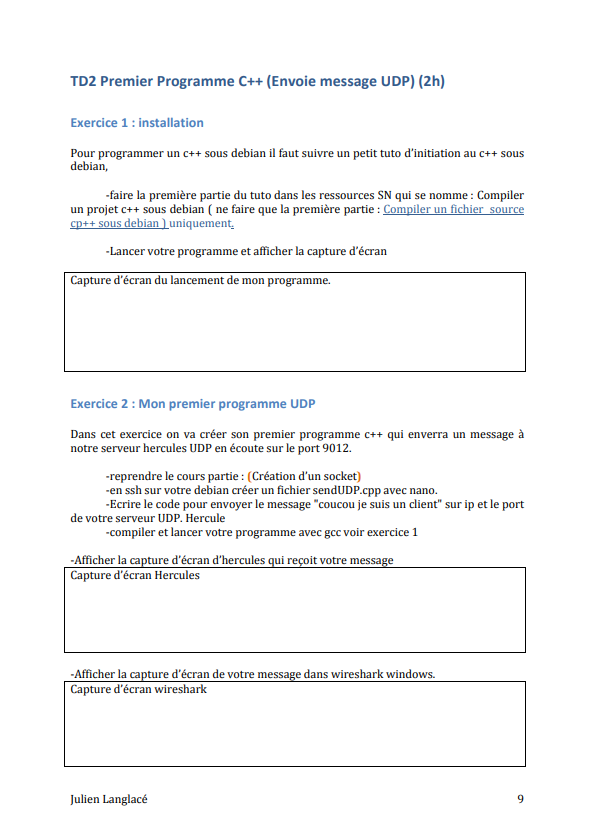 TD2 Premier Programme C++ (Envoie message UDP) (2h)
Exercice 1 : installation
Pour programmer un c++ sous debian il faut suivre un petit tuto d’initiation au c++ sous
debian,
-faire la première partie du tuto dans les ressources SN qui se nomme : Compiler
un projet c++ sous debian ( ne faire que la première partie : Compiler un fichier source
cp++ sous debian ) uniquement.
-Lancer votre programme et afficher la capture d’écran
Capture d’écran du lancement de mon programme.
Exercice 2 : Mon premier programme UDP
Dans cet exercice on va créer son premier programme c++ qui enverra un message à
notre serveur hercules UDP en écoute sur le port 9012.
-reprendre le cours partie : (Création d’un socket)
-en ssh sur votre debian créer un fichier sendUDP.cpp avec nano.
-Ecrire le code pour envoyer le message "coucou je suis un client” sur ip et le port
de votre serveur UDP. Hercule
-compiler et lancer votre programme avec gcc voir exercice 1
-Afficher la capture d’écran d’hercules qui reçoit votre message
Capture d’écran Hercules
-Afficher la capture d’écran de votre message dans wireshark windows.
Capture d’écran wireshark
Julien Langlacé 9